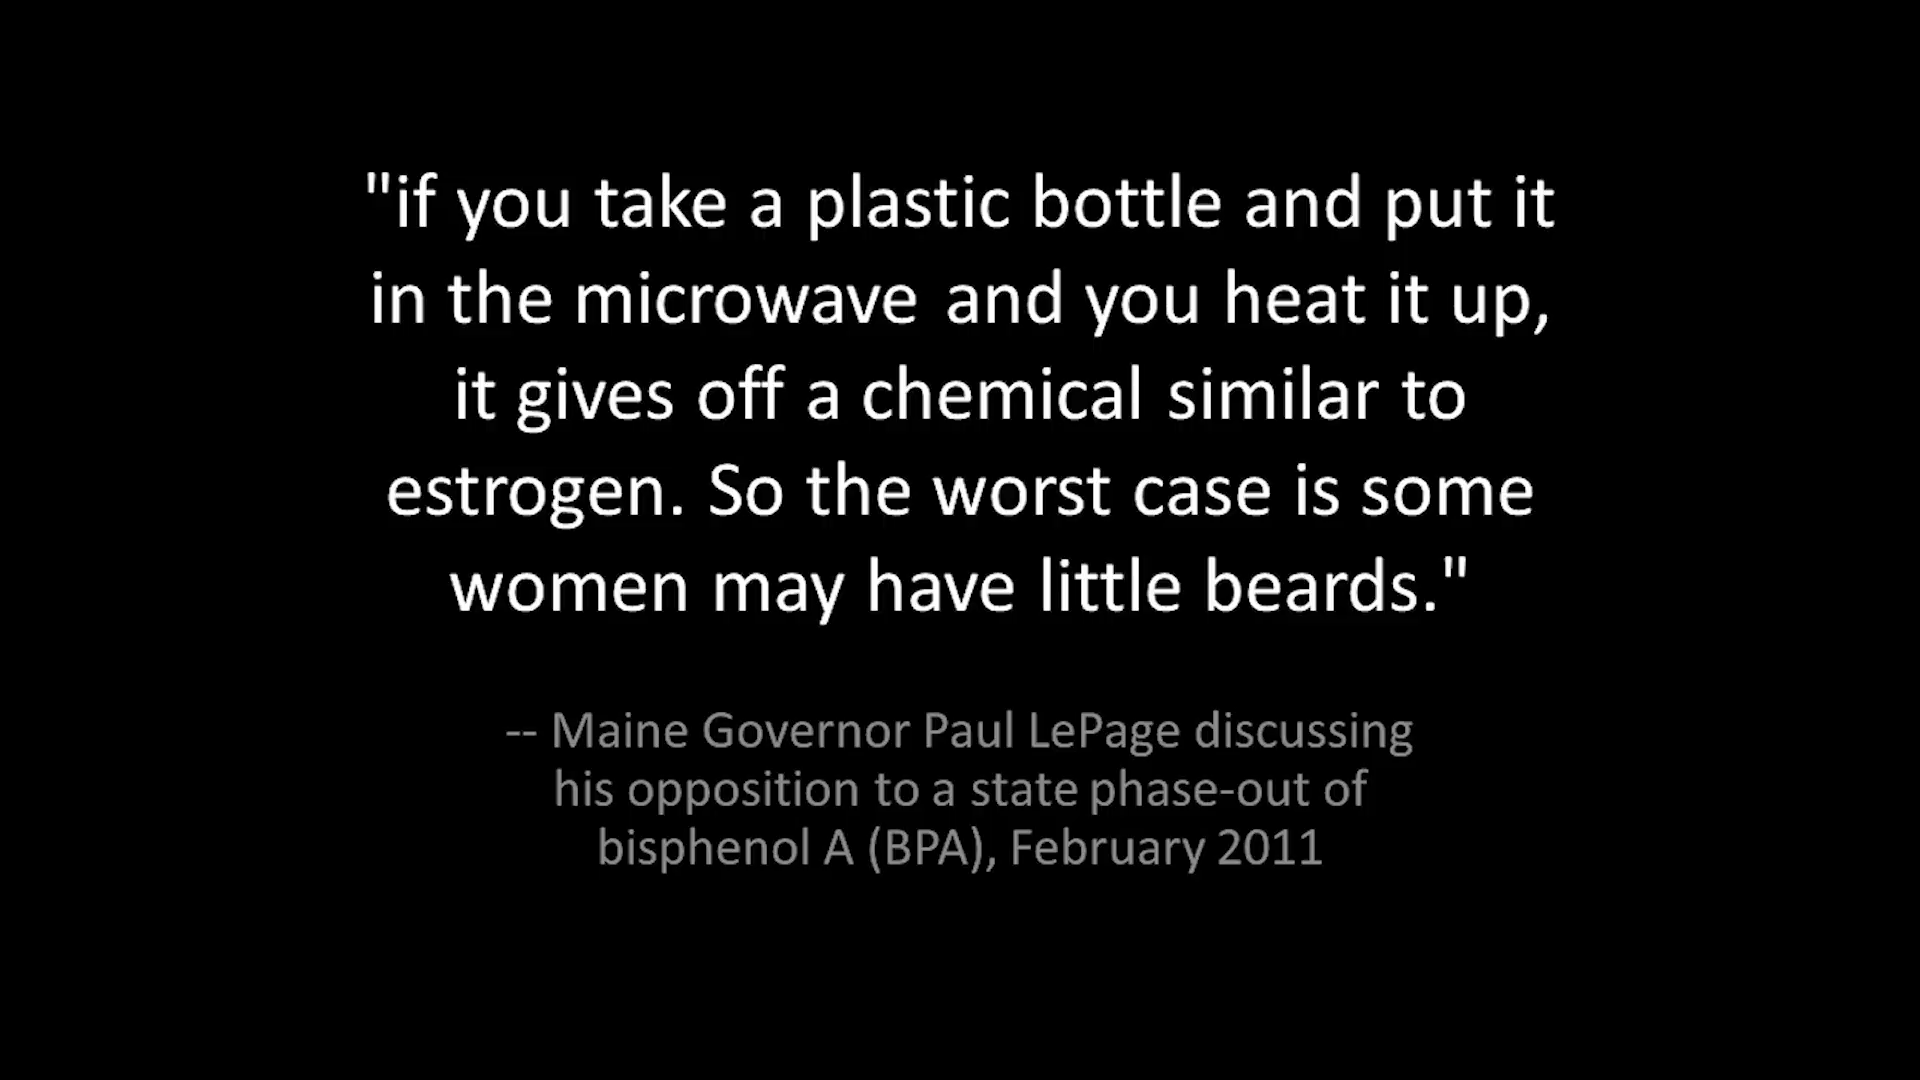 "if you take a plastic bottle and put it
in the microwave and you heat it up,
it gives off a chemical similar to
estrogen. So the worst case is some
women may have little beards."
-- Maine Governor Paul LePage discussing
his opposition to a state phase-out of
bisphenol A (BPA), February 2011